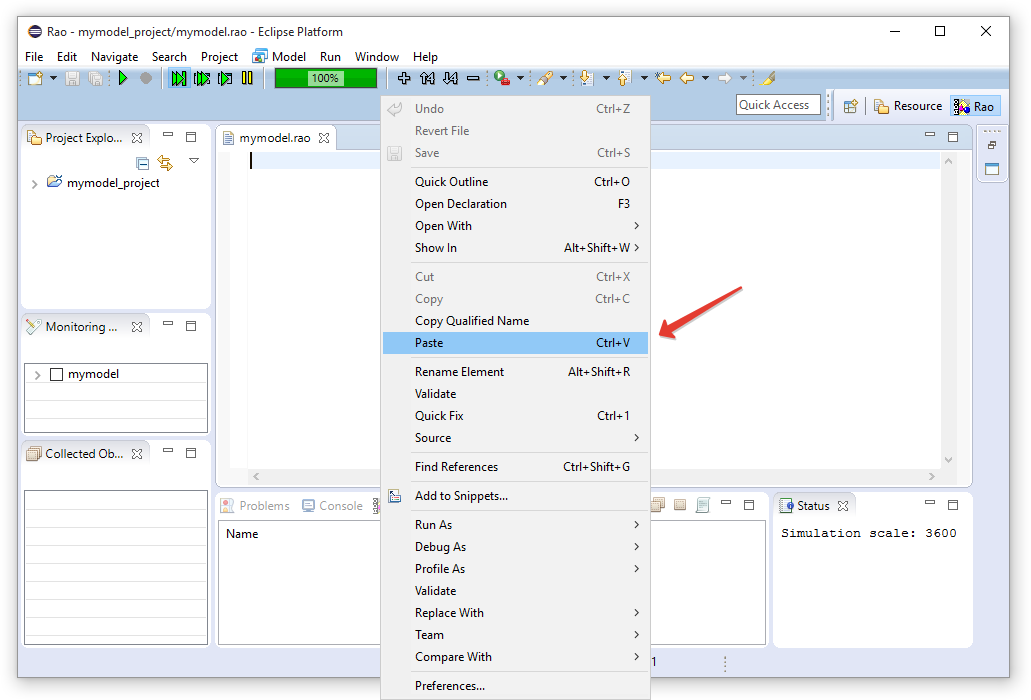 Rao - mymodel_project/mymodel.rao - Eclipse Platform
File Edit Navigate Search Project Model Run Window Help
100%
Quick Access
Resource
Rao
Project Explo...
mymodel_project
Monitoring ...
mymodel
Collected Ob...
mymodel.rao
Undo Ctrl+Z
Revert File
Save Ctrl+S
Quick Outline Ctrl+O
Open Declaration F3
Open With
Show In Alt+Shift+W
Cut Ctrl+X
Copy Ctrl+C
Copy Qualified Name
Paste Ctrl+V
Rename Element Alt+Shift+R
Validate
Quick Fix Ctrl+1
Source
Find References Ctrl+Shift+G
Add to Snippets...
Run As
Debug As
Profile As
Validate
Replace With
Team
Compare With
Preferences...
Problems Console
Name
Status
Simulation scale: 3600
1